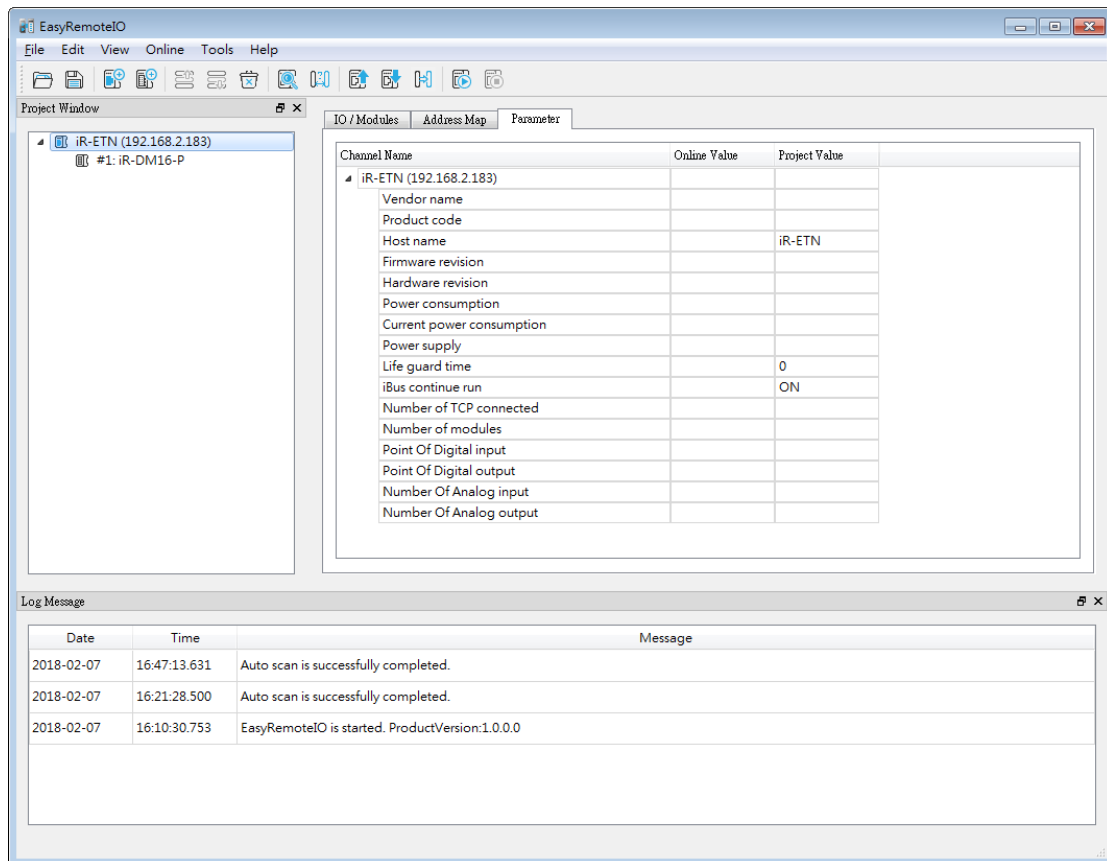 EasyRemoteIO
File Edit View Online Tools Help
Project Window
iR-ETN (192.168.2.183)
#1: iR-DM16-P
IO / Modules Address Map Parameter
Channel Name Online Value Project Value
iR-ETN (192.168.2.183)
Vendor name
Product code
Host name iR-ETN
Firmware revision
Hardware revision
Power consumption
Current power consumption
Power supply
Life guard time 0
iBus continue run ON
Number of TCP connected
Number of modules
Point Of Digital input
Point Of Digital output
Number Of Analog input
Number Of Analog output
Log Message
Date Time Message
2018-02-07 16:47:13.631 Auto scan is successfully completed.
2018-02-07 16:21:28.500 Auto scan is successfully completed.
2018-02-07 16:10:30.753 EasyRemoteIO is started. ProductVersion:1.0.0.0